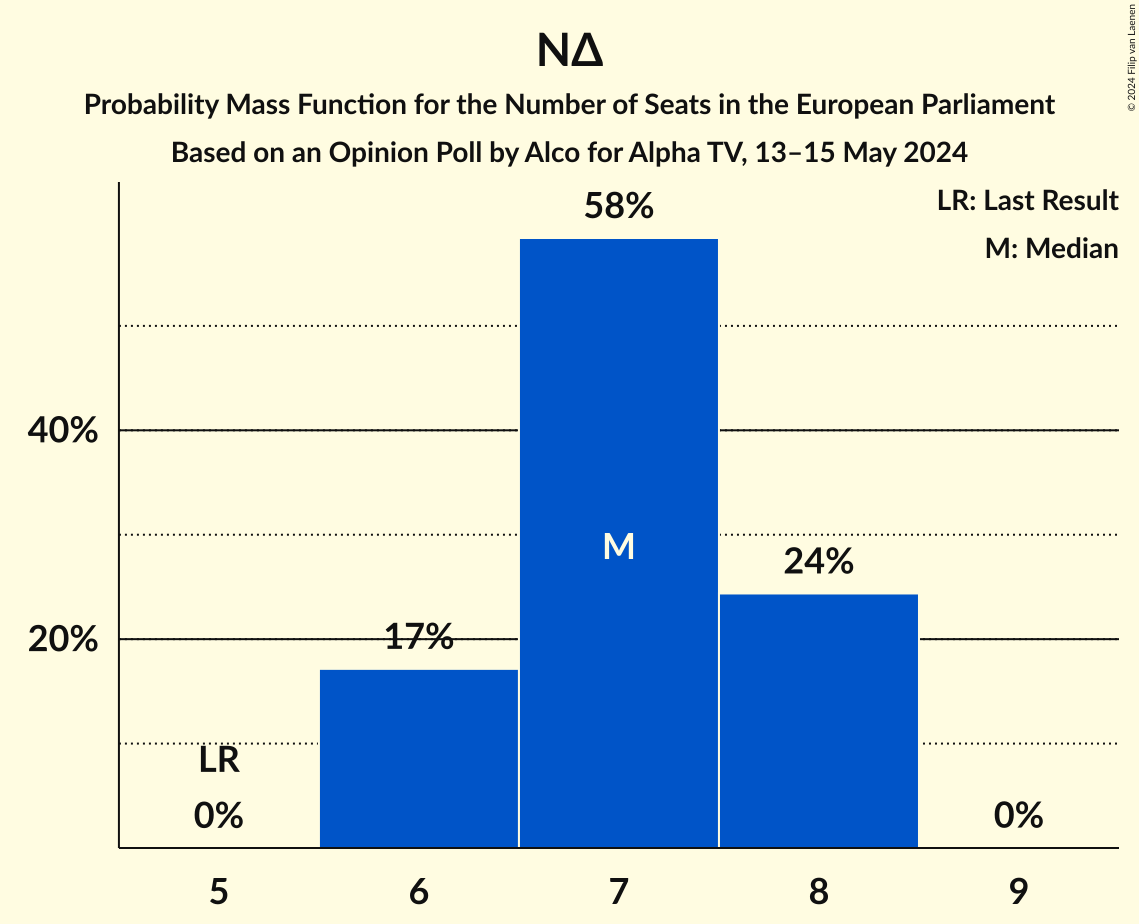 © 2024 Filip van Laenen
ΝΔ
Probability Mass Function for the Number of Seats in the European Parliament
Based on an Opinion Poll by Alco for Alpha TV, 13–15 May 2024
LR: Last Result
M: Median
58%
40%
M
24%
20%
17%
LR
0%
0%
5 6 7 8 9